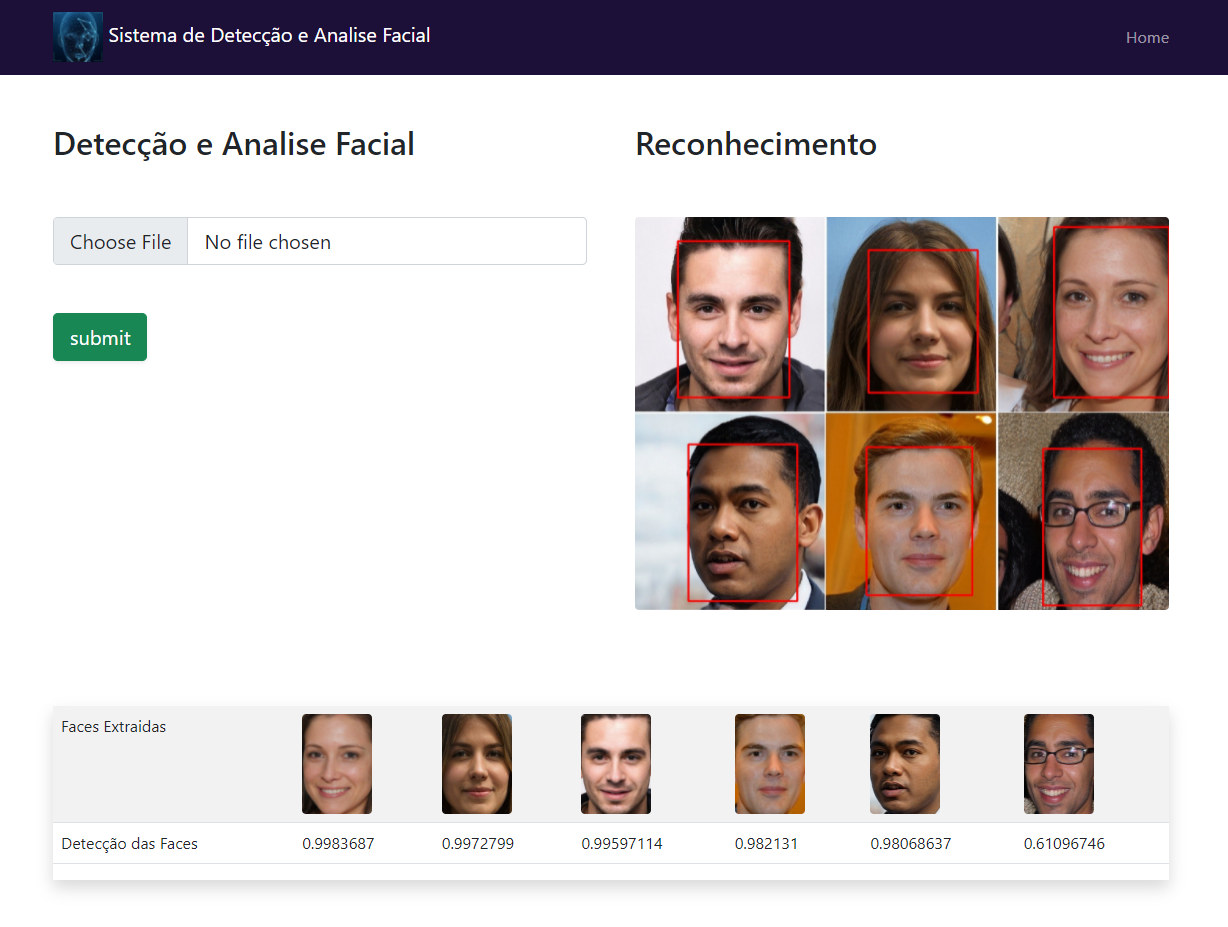 Sistema de Detecção e Analise Facial
Home
Detecção e Analise Facial
Reconhecimento
Choose File No file chosen
submit
Faces Extraidas
Detecção das Faces 0.9983687 0.9972799 0.99597114 0.982131 0.98068637 0.61096746